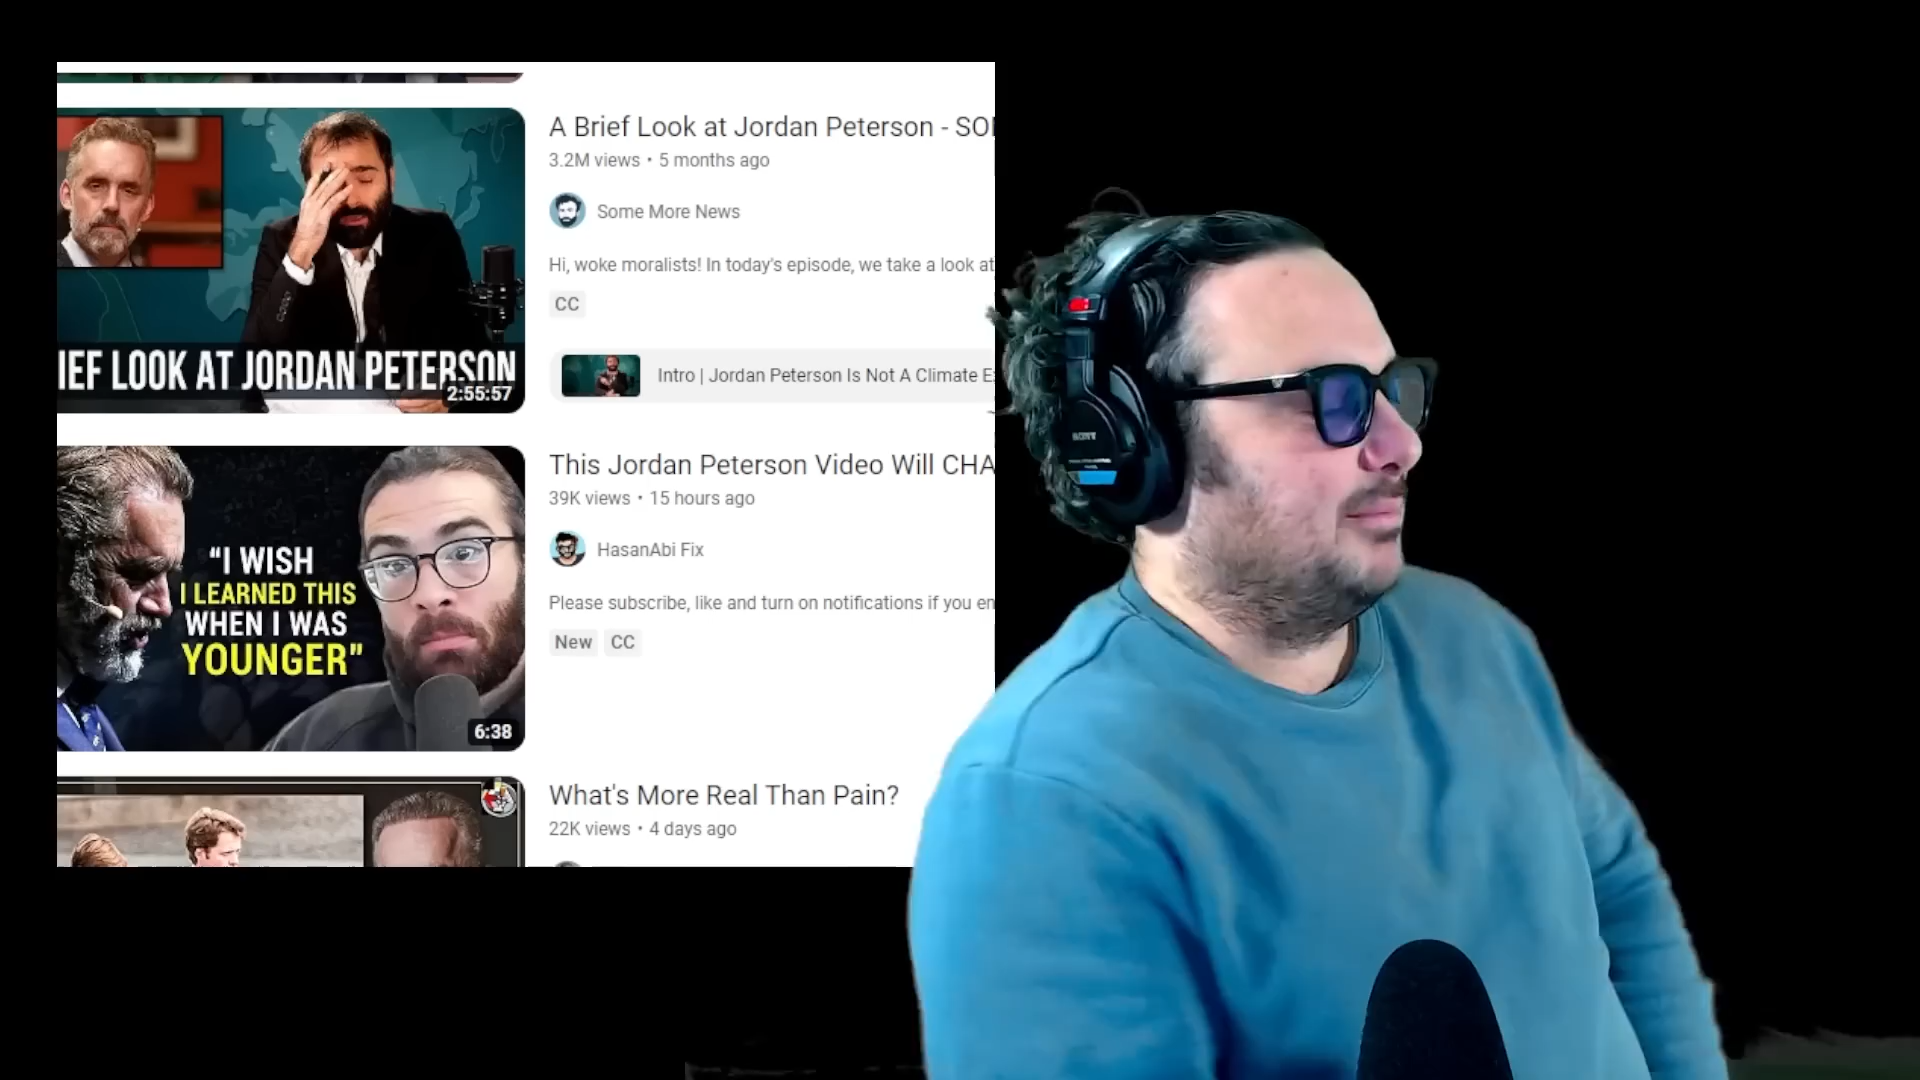 A Brief Look at Jordan Peterson - SO
3.2M views • 5 months ago
Some More News
Hi, woke moralists! In today's episode, we take a look at
CC
Intro | Jordan Peterson Is Not A Climate E
IEF LOOK AT JORDAN PETERSON
2:55:57
This Jordan Peterson Video Will CHA
39K views • 15 hours ago
HasanAbi Fix
Please subscribe, like and turn on notifications if you en
New CC
"I WISH
I LEARNED THIS
WHEN I WAS
YOUNGER"
6:38
What's More Real Than Pain?
22K views • 4 days ago
SONY